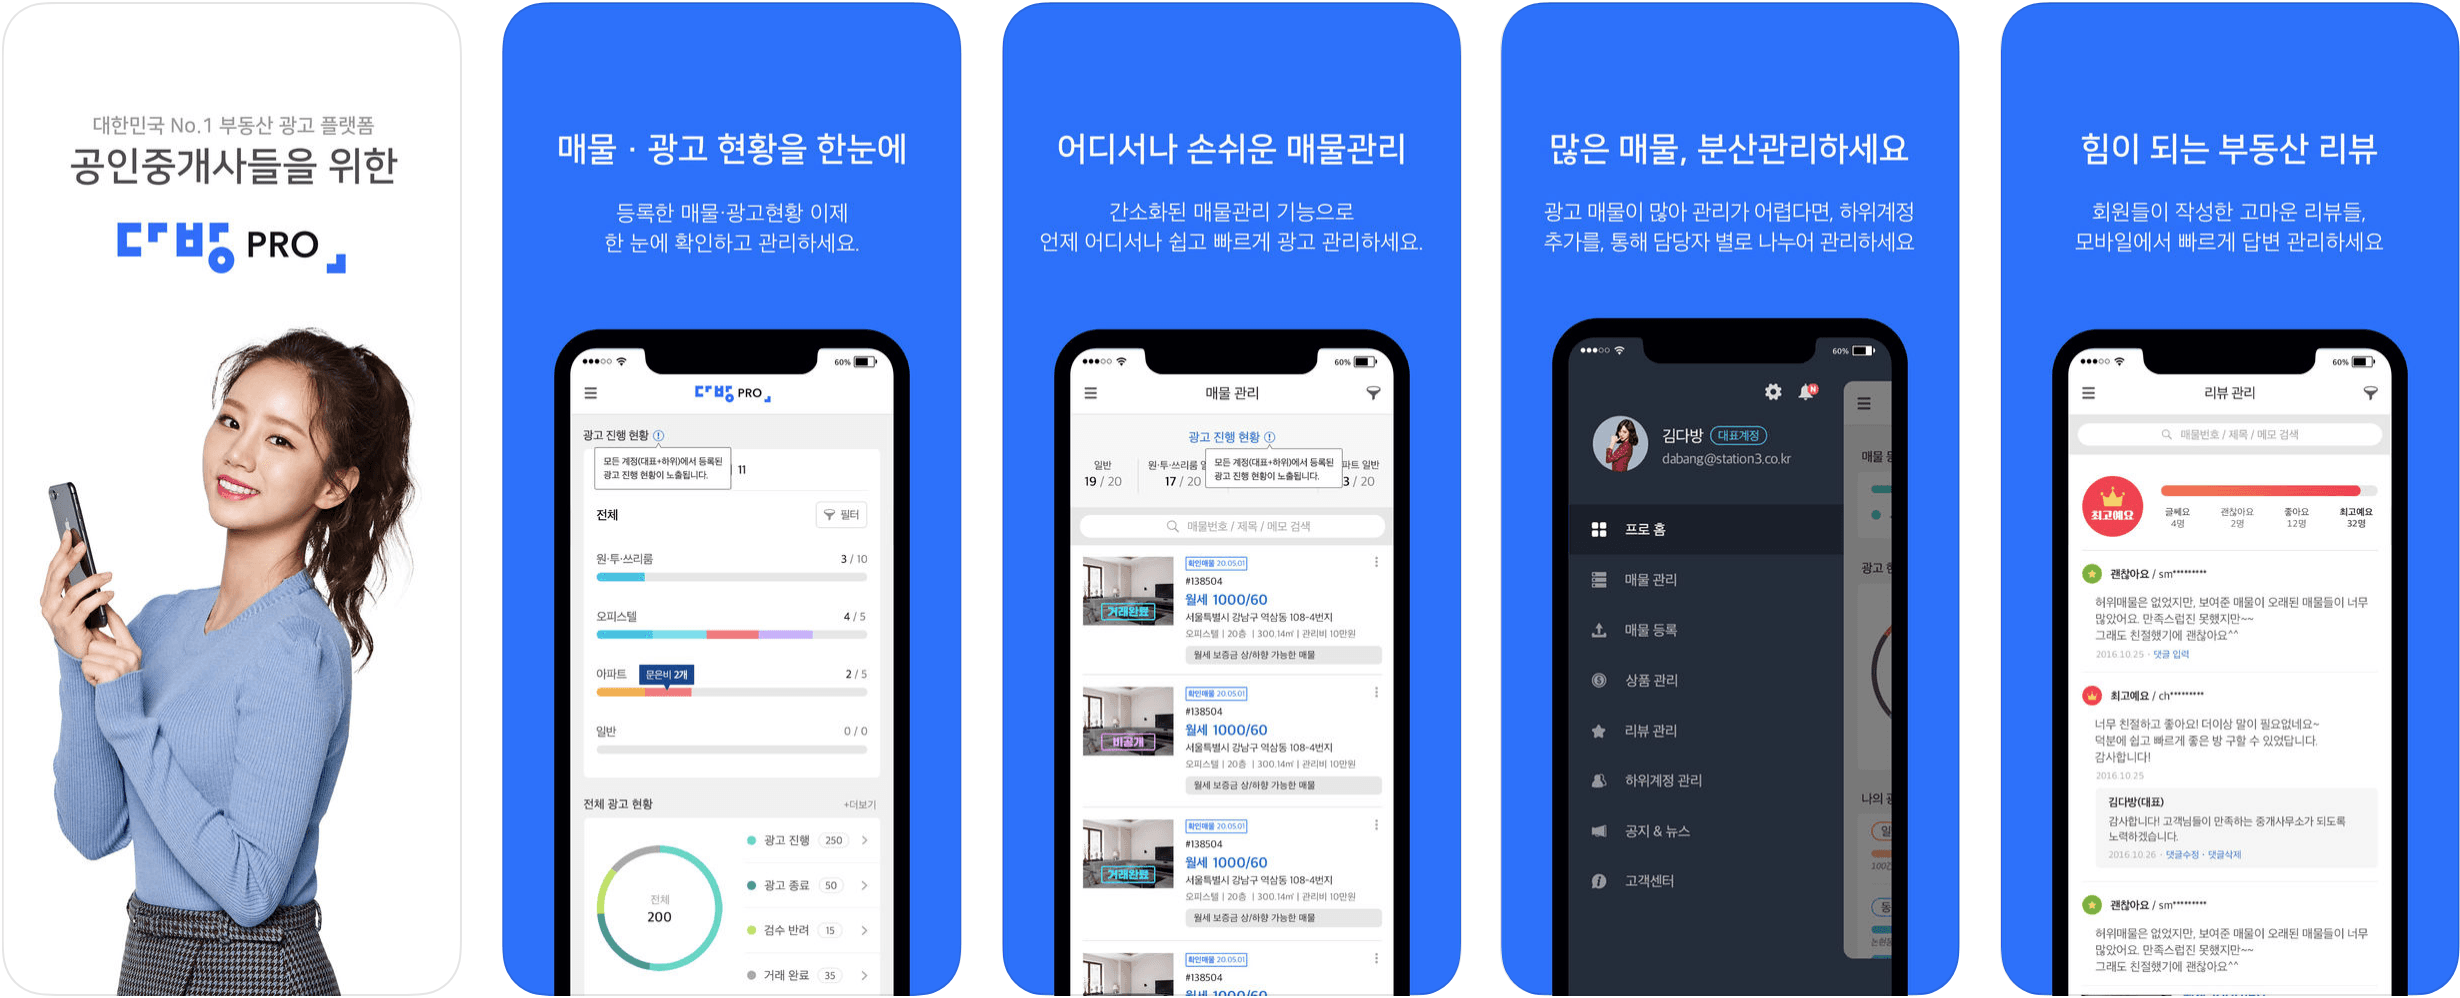 대한민국 No.1 부동산 광고 플랫폼
공인중개사들을 위한
다방 PRO
매물 · 광고 현황을 한눈에
등록한 매물·광고현황 이제
한 눈에 확인하고 관리하세요.
60%
다방 PRO
광고 진행 현황
모든 계정(대표+하위)에서 등록된
광고 진행 현황이 노출됩니다.
11
전체
필터
원·투·쓰리룸 3 / 10
오피스텔 4 / 5
아파트 문은비 2개 2 / 5
일반 0 / 0
전체 광고 현황 +더보기
전체
200
광고 진행 250
광고 종료 50
검수 반려 15
거래 완료 35
어디서나 손쉬운 매물관리
간소화된 매물관리 기능으로
언제 어디서나 쉽고 빠르게 광고 관리하세요.
60%
매물 관리
광고 진행 현황
모든 계정(대표+하위)에서 등록된
광고 진행 현황이 노출됩니다.
일반
19 / 20
원·투·쓰리룸
17 / 20
파트 일반
3 / 20
매물번호 / 제목 / 메모 검색
확인매물 20.05.01
#138504
월세 1000/60
서울특별시 강남구 역삼동 108-4번지
오피스텔 | 20층 | 300.14㎡ | 관리비 10만원
월세 보증금 상/하향 가능한 매물
거래완료
확인매물 20.05.01
#138504
월세 1000/60
서울특별시 강남구 역삼동 108-4번지
오피스텔 | 20층 | 300.14㎡ | 관리비 10만원
월세 보증금 상/하향 가능한 매물
비공개
확인매물 20.05.01
#138504
월세 1000/60
서울특별시 강남구 역삼동 108-4번지
오피스텔 | 20층 | 300.14㎡ | 관리비 10만원
월세 보증금 상/하향 가능한 매물
거래완료
확인매물 20.05.01
#138504
월세 1000/60
많은 매물, 분산관리하세요
광고 매물이 많아 관리가 어렵다면, 하위계정
추가를, 통해 담당자 별로 나누어 관리하세요
60%
N
김다방 대표계정
dabang@station3.co.kr
프로 홈
매물 관리
매물 등록
상품 관리
리뷰 관리
하위계정 관리
공지 & 뉴스
고객센터
매물 등
광고 현
나의 광
일
동
힘이 되는 부동산 리뷰
회원들이 작성한 고마운 리뷰들,
모바일에서 빠르게 답변 관리하세요
60%
리뷰 관리
매물번호 / 제목 / 메모 검색
최고예요
글쎄요
4명
괜찮아요
2명
좋아요
12명
최고예요
32명
괜찮아요 / sm*********
허위매물은 없었지만, 보여준 매물이 오래된 매물들이 너무
많았어요. 만족스럽진 못했지만~~
그래도 친절했기에 괜찮아요^^
2016.10.25 · 댓글 입력
최고예요 / ch*********
너무 친절하고 좋아요! 더이상 말이 필요없네요~
덕분에 쉽고 빠르게 좋은 방 구할 수 있었답니다.
감사합니다!
2016.10.25
김다방(대표)
감사합니다! 고객님들이 만족하는 중개사무소가 되도록
노력하겠습니다.
2016.10.26 · 댓글수정 · 댓글삭제
괜찮아요 / sm*********
허위매물은 없었지만, 보여준 매물이 오래된 매물들이 너무
많았어요. 만족스럽진 못했지만~~
그래도 친절했기에 괜찮아요^^